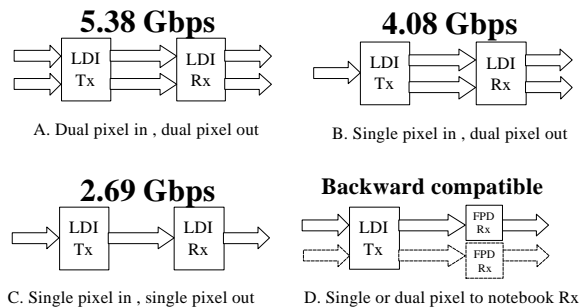 5.38 Gbps
LDI
Tx
LDI
Rx
A. Dual pixel in , dual pixel out
4.08 Gbps
LDI
Tx
LDI
Rx
B. Single pixel in , dual pixel out
2.69 Gbps
LDI
Tx
LDI
Rx
C. Single pixel in , single pixel out
Backward compatible
LDI
Tx
FPD
Rx
FPD
Rx
D. Single or dual pixel to notebook Rx